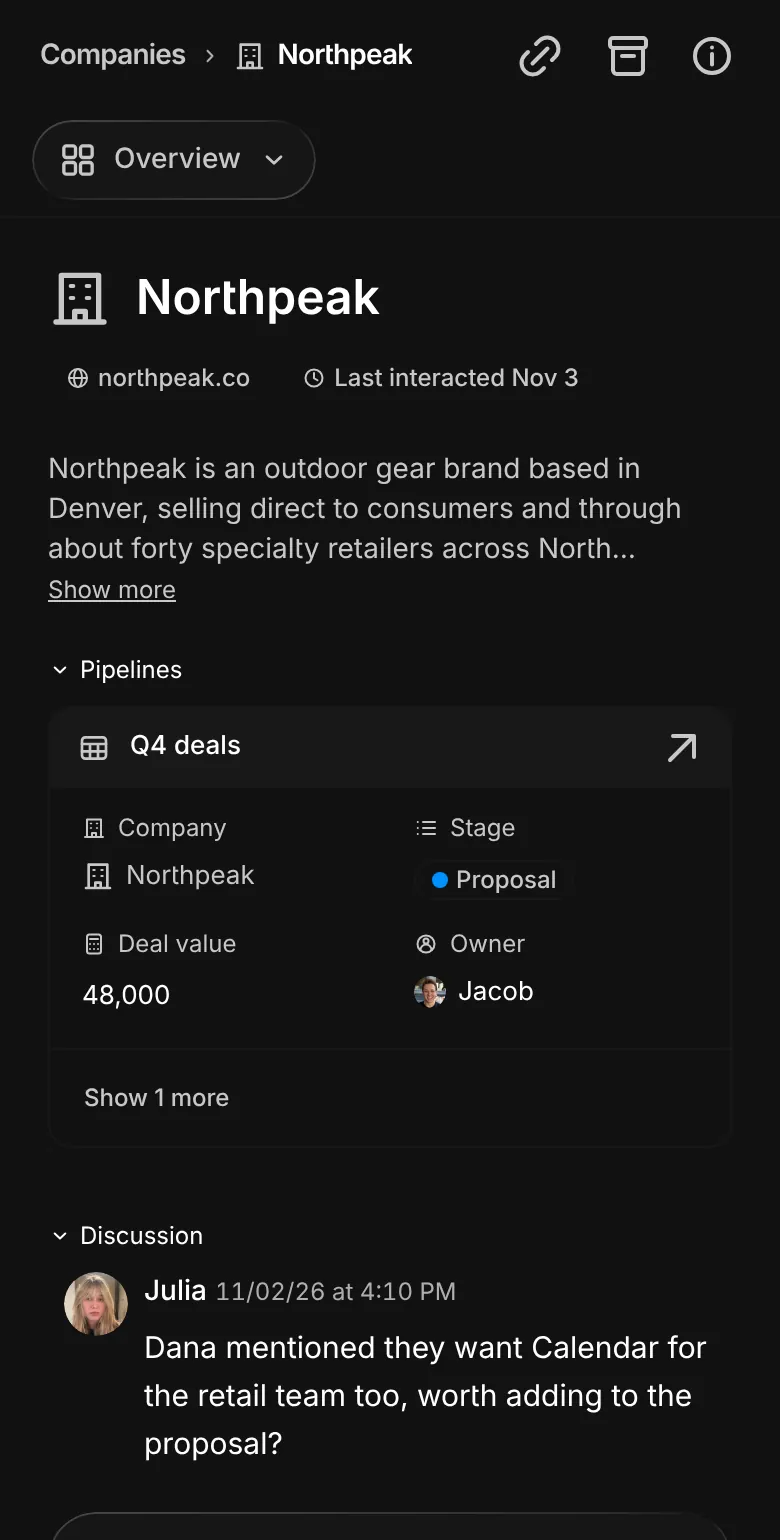 Companies > Northpeak
Overview
Northpeak
northpeak.co Last interacted Nov 3
Northpeak is an outdoor gear brand based in
Denver, selling direct to consumers and through
about forty specialty retailers across North...
Show more
Pipelines
Q4 deals
Company Stage
Northpeak Proposal
Deal value Owner
48,000 Jacob
Show 1 more
Discussion
Julia 11/02/26 at 4:10 PM
Dana mentioned they want Calendar for
the retail team too, worth adding to the
proposal?